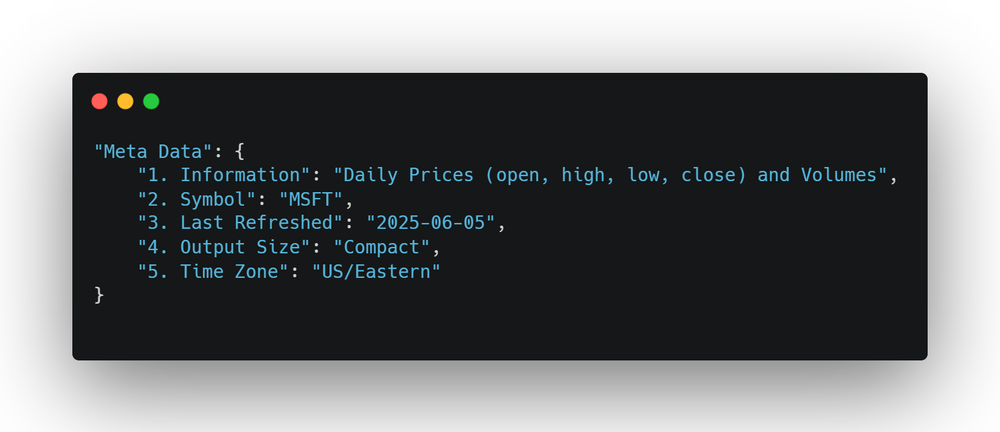 "Meta Data": {
    "1. Information": "Daily Prices (open, high, low, close) and Volumes",
    "2. Symbol": "MSFT",
    "3. Last Refreshed": "2025-06-05",
    "4. Output Size": "Compact",
    "5. Time Zone": "US/Eastern"
}